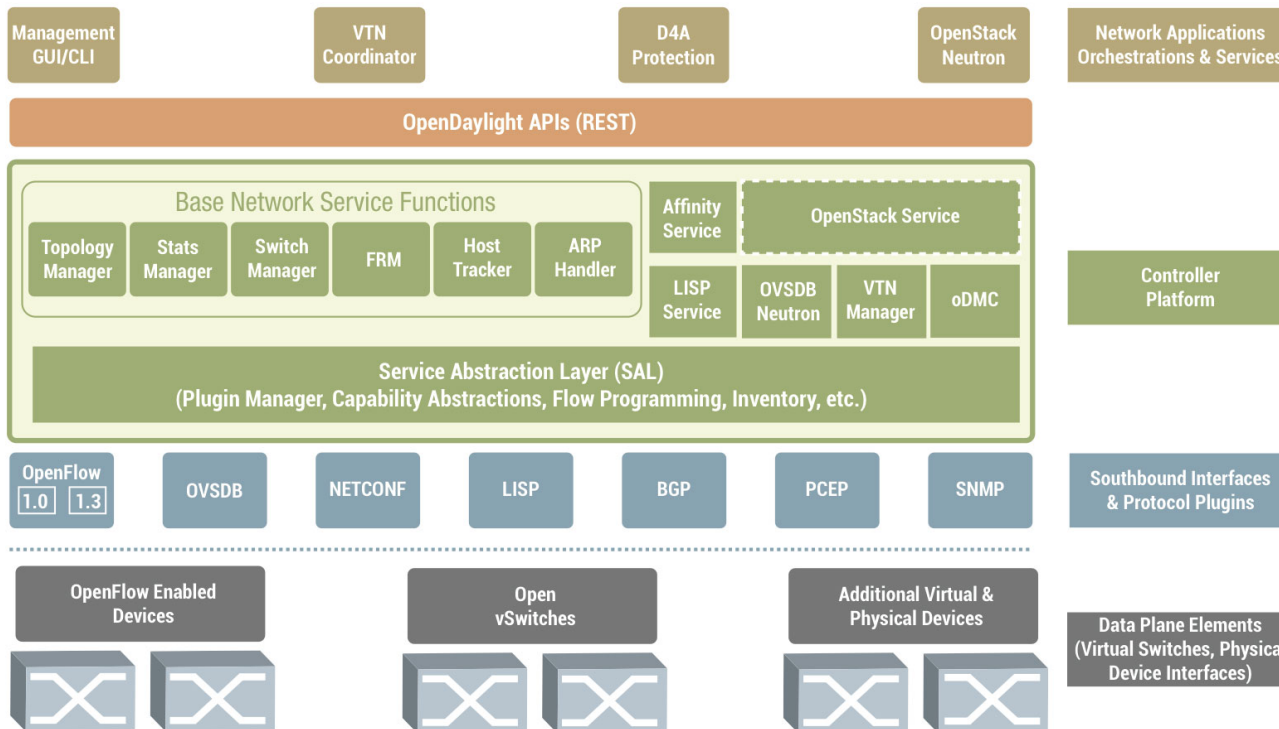 Management
GUI/CLI
VTN
Coordinator
D4A
Protection
OpenStack
Neutron
Network Applications
Orchestrations & Services
OpenDaylight APIs (REST)
Base Network Service Functions
Topology
Manager
Stats
Manager
Switch
Manager
FRM
Host
Tracker
ARP
Handler
Affinity
Service
OpenStack Service
LISP
Service
OVSDB
Neutron
VTN
Manager
oDMC
Controller
Platform
Service Abstraction Layer (SAL)
(Plugin Manager, Capability Abstractions, Flow Programming, Inventory, etc.)
OpenFlow
1.0 1.3
OVSDB
NETCONF
LISP
BGP
PCEP
SNMP
Southbound Interfaces
& Protocol Plugins
OpenFlow Enabled
Devices
Open
vSwitches
Additional Virtual &
Physical Devices
Data Plane Elements
(Virtual Switches, Physica
Device Interfaces)